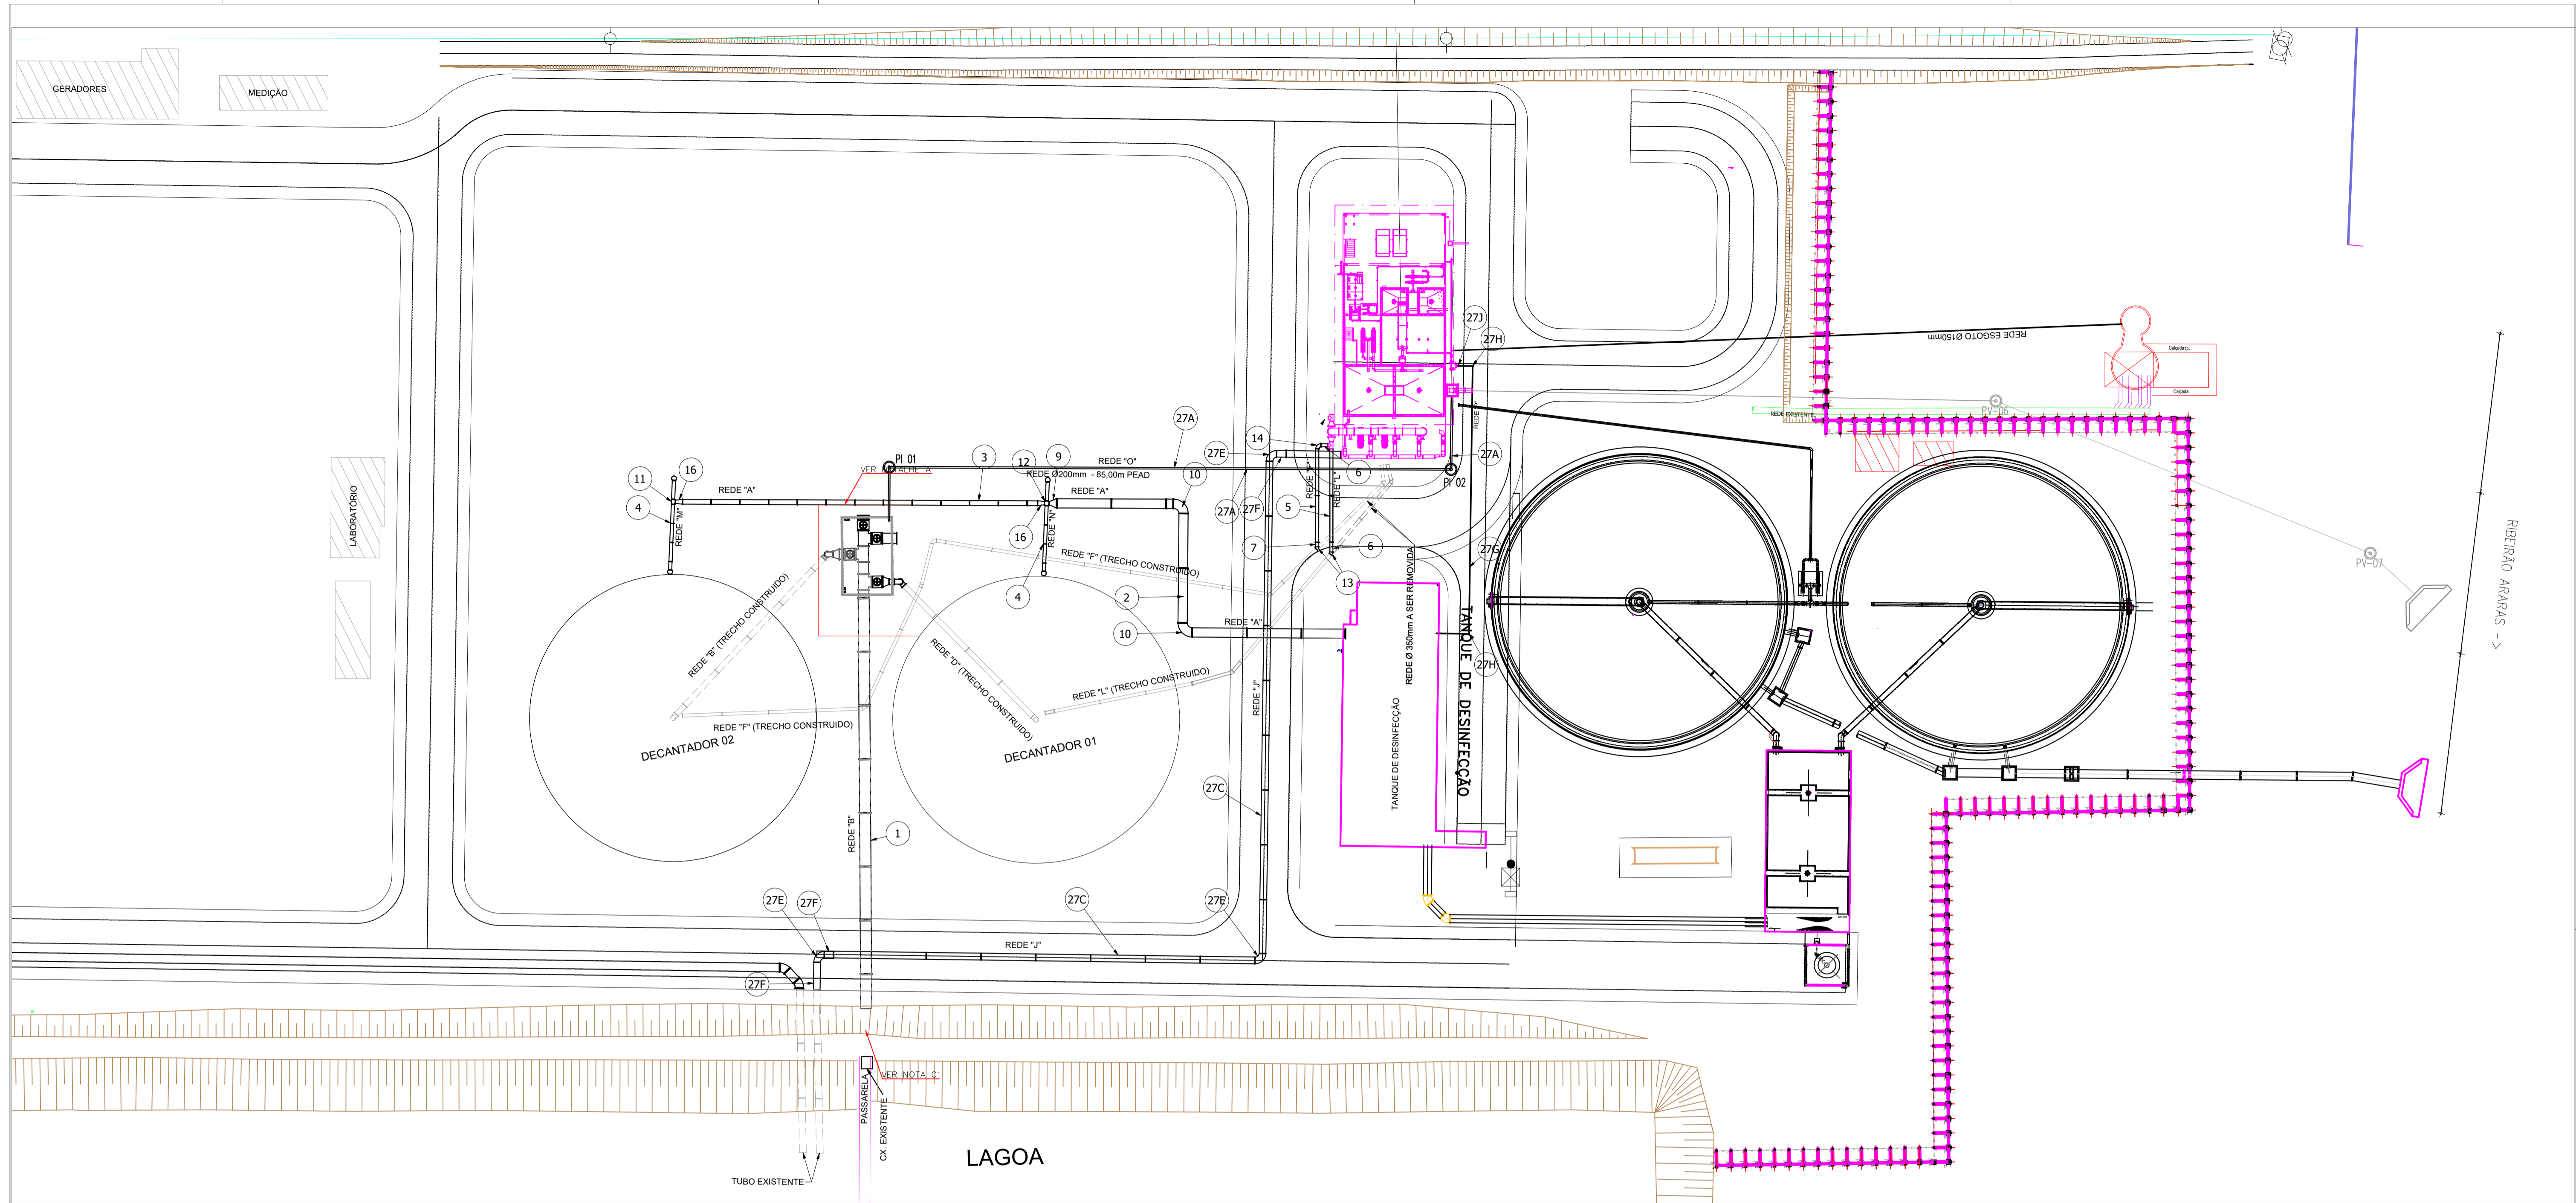 GERADORES
MEDIÇÃO
LABORATÓRIO
27J
27H
REDE ESGOTO Ø150mm
Calçada
PV-06
REDE EXISTENTE
27A
14
27E
PI 01
REDE "O"
27A
3
12
9
VER DETALHE A
REDE Ø200mm - 85,00m PEAD
6
11
16
REDE "A"
REDE "A"
10
PI 02
REDE "L"
4
27A
27F
5
REDE "M"
REDE "N"
16
7
6
27G
PV-07
RIBEIRÃO ARARAS ->
REDE "F" (TRECHO CONSTRUIDO)
13
4
2
REDE "B" (TRECHO CONSTRUIDO)
REDE "A"
10
REDE Ø 350mm A SER REMOVIDA
TANQUE DE DESINFECÇÃO
27H
REDE "D" (TRECHO CONSTRUIDO)
REDE "L" (TRECHO CONSTRUIDO)
REDE "J"
REDE "F" (TRECHO CONSTRUIDO)
DECANTADOR 02
DECANTADOR 01
TANQUE DE DESINFECÇÃO
27C
REDE "B"
1
27E
27F
27C
27E
REDE "J"
27F
VER NOTA 01
PASSARELA
CX. EXISTENTE
LAGOA
TUBO EXISTENTE